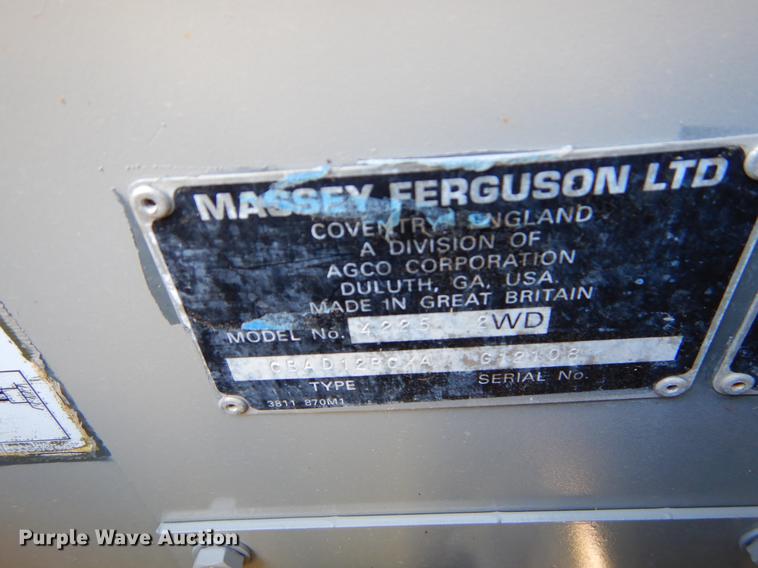 MASSEY FERGUSON LTD
COVENTRY ENGLAND
A DIVISION OF
AGCO CORPORATION
DULUTH, GA, USA
MADE IN GREAT BRITAIN
MODEL No. 4225 2WD
G12108
TYPE SERIAL No.
3811 870M1
Purple Wave Auction